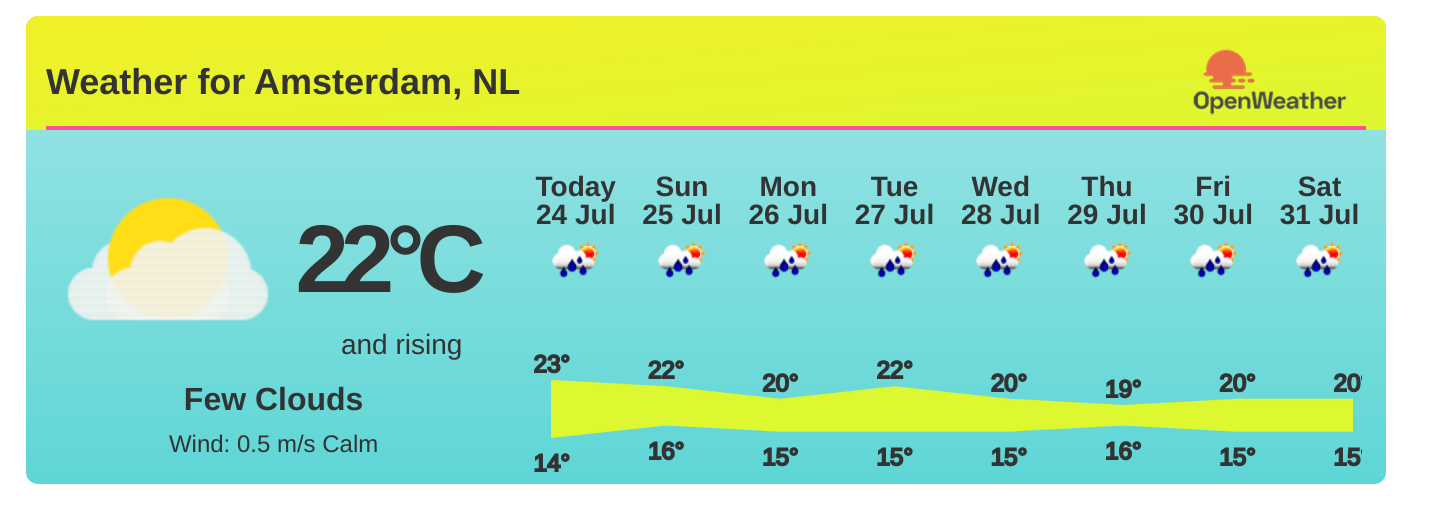 Weather for Amsterdam, NL
OpenWeather
22°C
and rising
Few Clouds
Wind: 0.5 m/s Calm
Today Sun Mon Tue Wed Thu Fri Sat
24 Jul 25 Jul 26 Jul 27 Jul 28 Jul 29 Jul 30 Jul 31 Jul
23° 22° 20° 22° 20° 19° 20° 20°
14° 16° 15° 15° 15° 16° 15° 15°